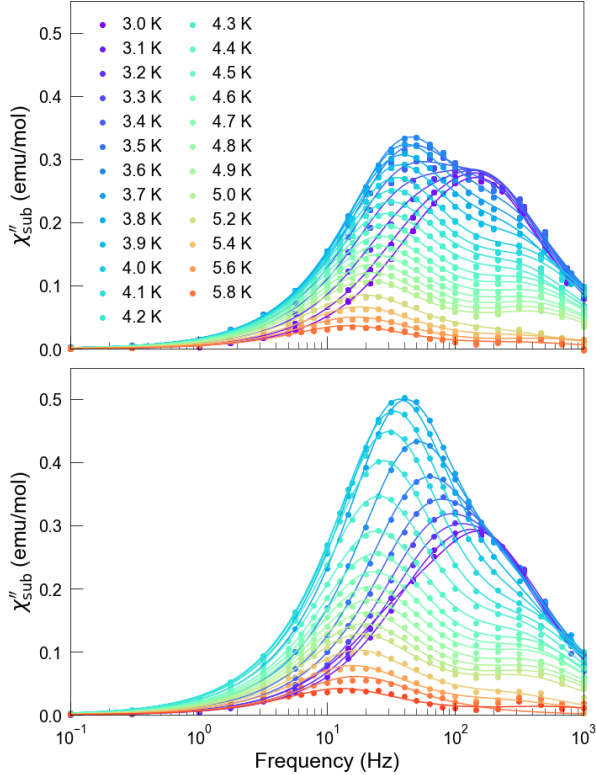 0.5
0.4
0.3
0.2
0.1
0.0
χ″sub (emu/mol)
3.0 K
3.1 K
3.2 K
3.3 K
3.4 K
3.5 K
3.6 K
3.7 K
3.8 K
3.9 K
4.0 K
4.1 K
4.2 K
4.3 K
4.4 K
4.5 K
4.6 K
4.7 K
4.8 K
4.9 K
5.0 K
5.2 K
5.4 K
5.6 K
5.8 K
0.5
0.4
0.3
0.2
0.1
0.0
χ″sub (emu/mol)
10⁻¹ 10⁰ 10¹ 10² 10³
Frequency (Hz)